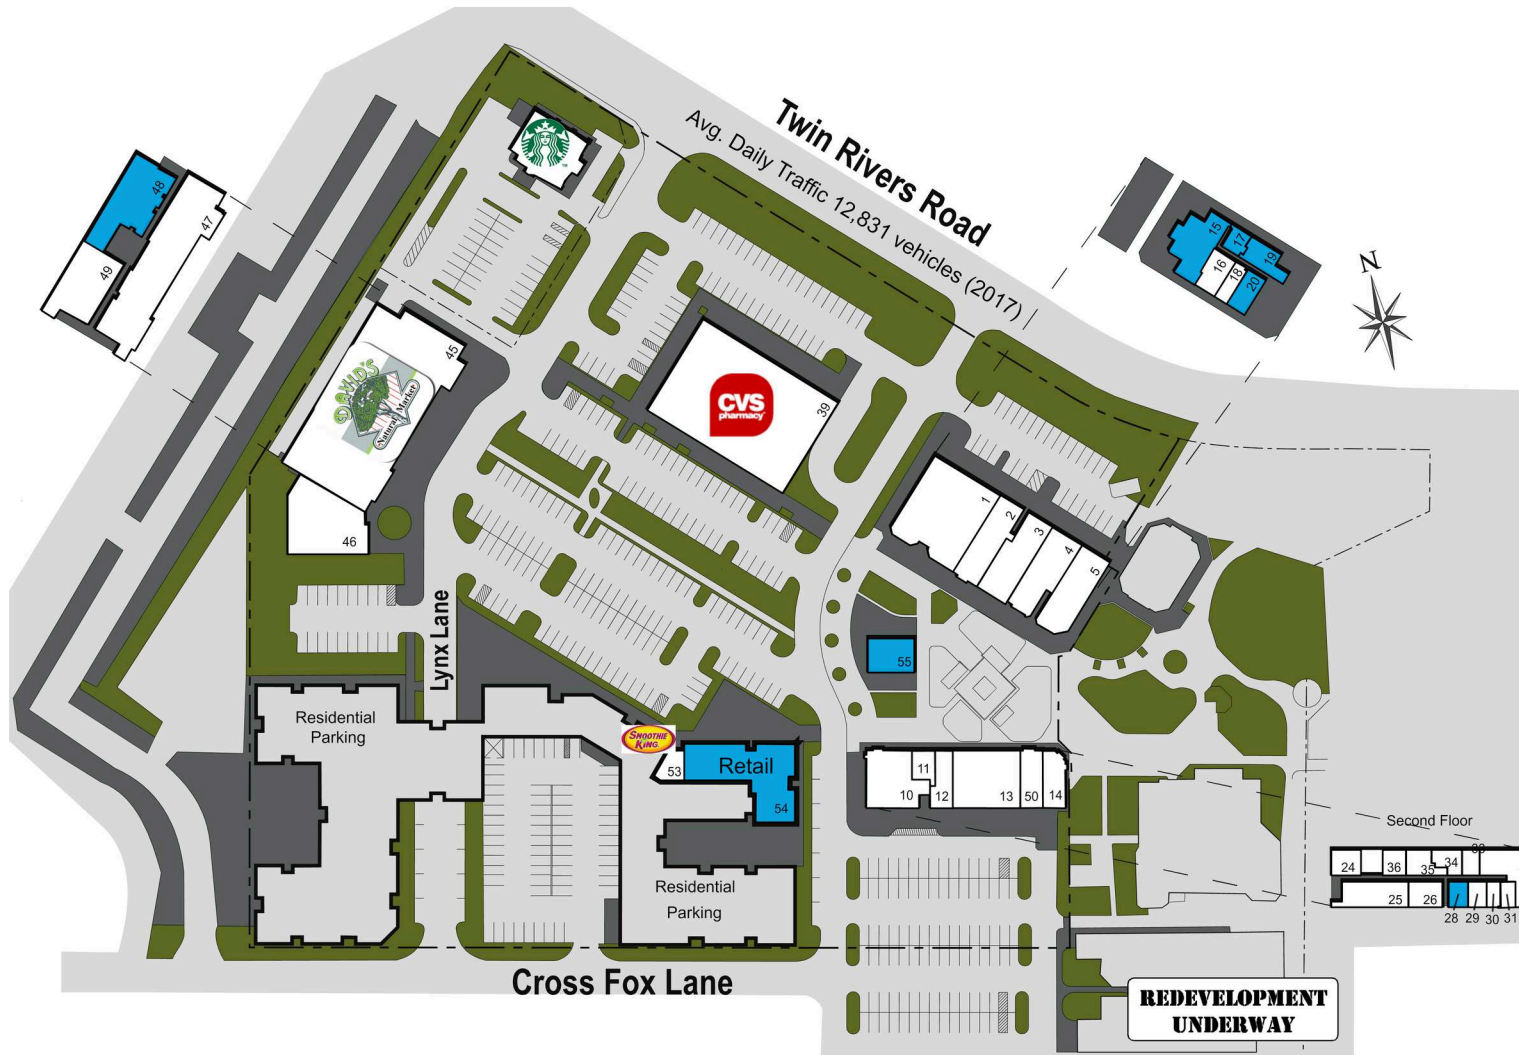 Twin Rivers Road
Avg. Daily Traffic 12,831 vehicles (2017)
N
48
47
49
15
17
19
16
18
20
45
DAVID'S
Natural Market
CVS
pharmacy
39
1
2
3
4
5
46
Lynx Lane
55
Residential
Parking
SMOOTHIE
KING
53
Retail
54
11
10
12
13
50
14
Second Floor
24
36
35
34
33
25
26
28
29
30
31
Residential
Parking
Cross Fox Lane
REDEVELOPMENT
UNDERWAY